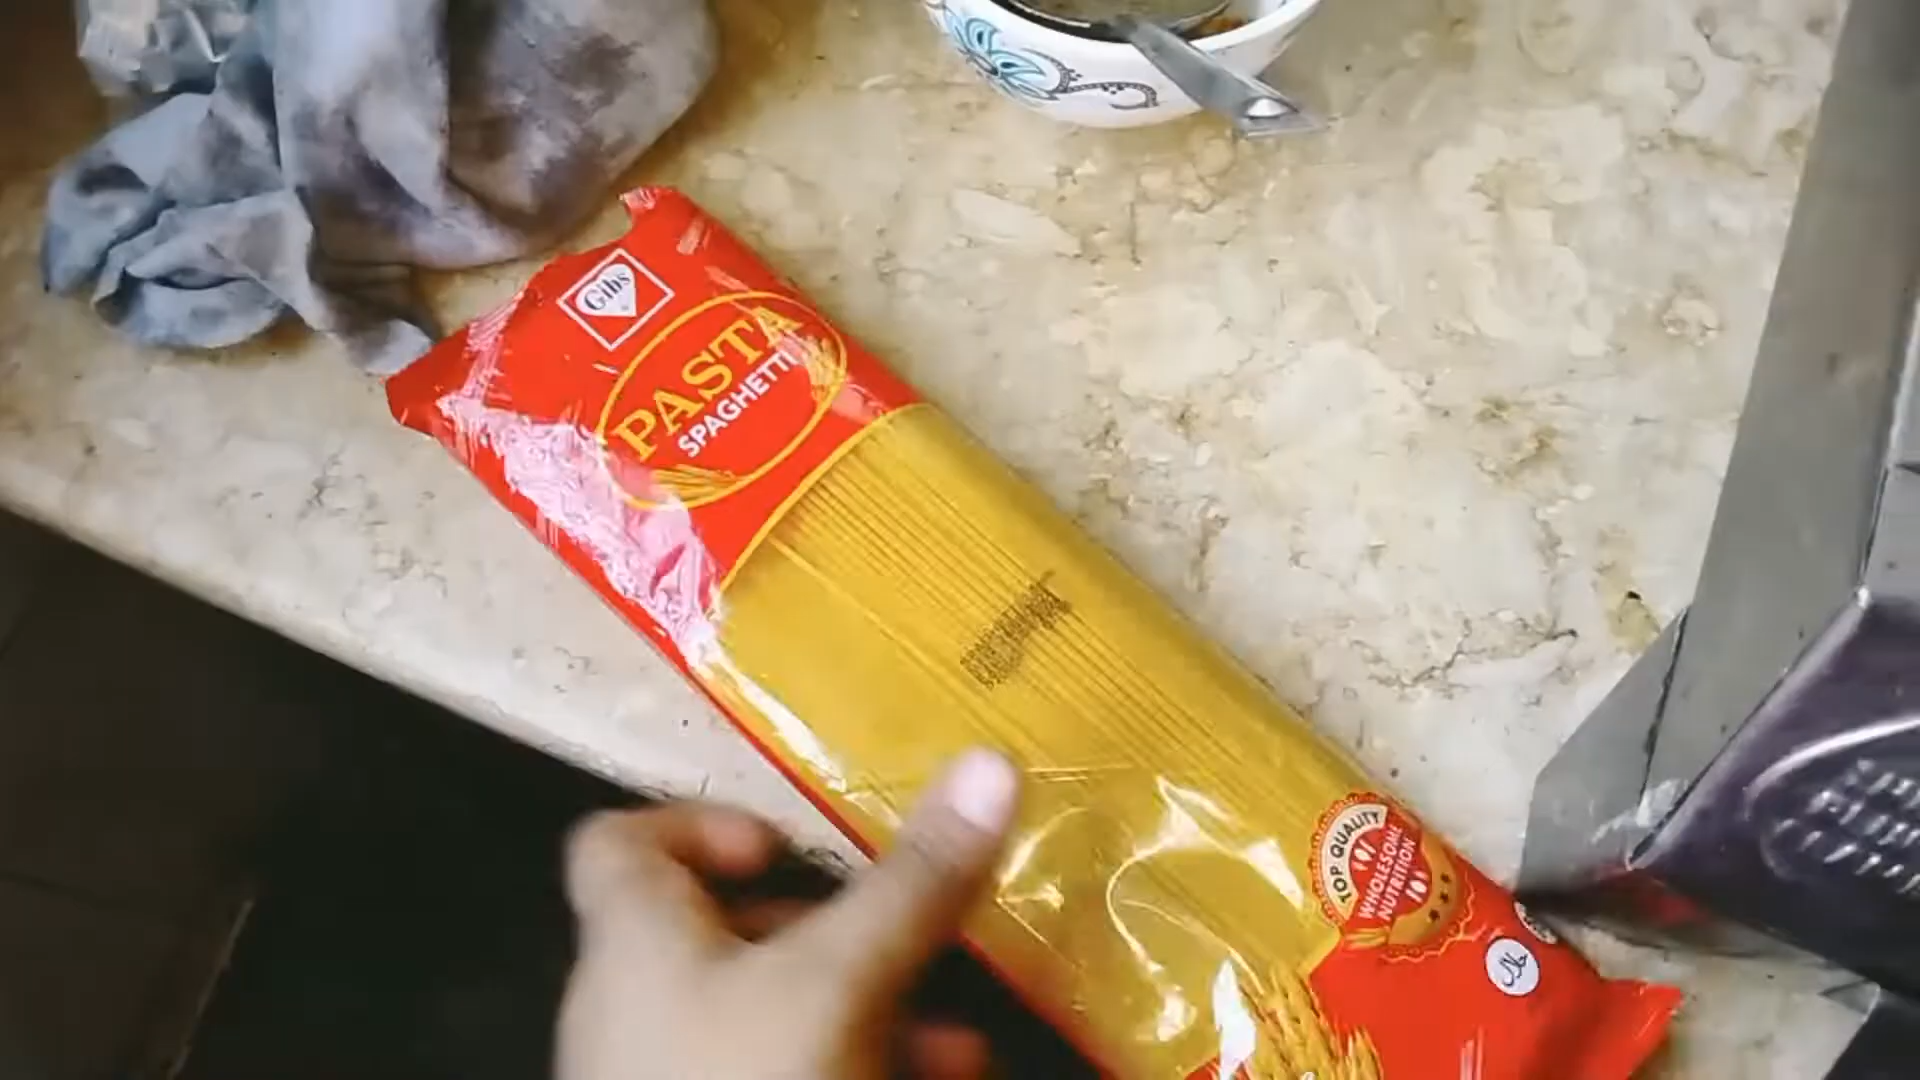 Gibs
PASTA
SPAGHETTI
TOP QUALITY
WHOLESOME
NUTRITION
حلال